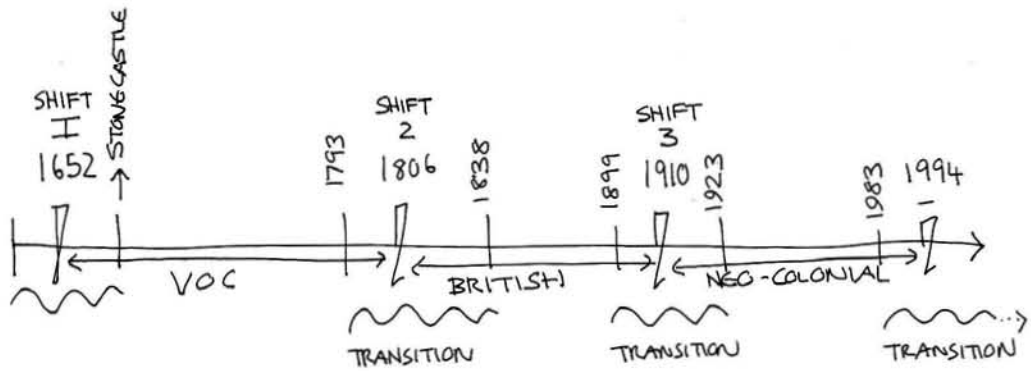 SHIFT
I
1652
STONE CASTLE
1793
SHIFT
2
1806
1838
1899
SHIFT
3
1910
1923
1983
1994
VOC
BRITISH
NEO-COLONIAL
TRANSITION
TRANSITION
TRANSITION